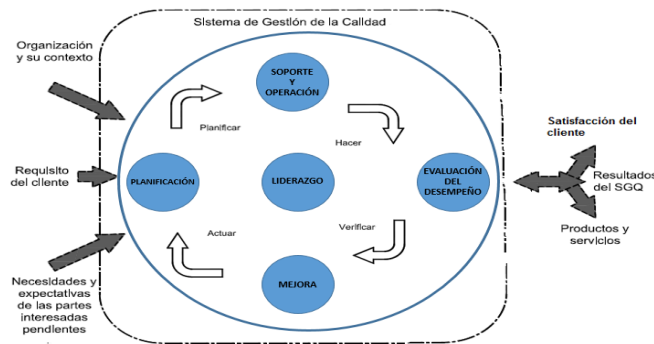 Sistema de Gestión de la Calidad
Organización
y su contexto
SOPORTE
Y
OPERACIÓN
Planificar
Hacer
Satisfacción del
cliente
Requisito
del cliente
PLANIFICACIÓN
LIDERAZGO
EVALUACIÓN
DEL
DESEMPEÑO
Resultados
del SGQ
Actuar
Verificar
Productos y
servicios
Necesidades y
expectativas
de las partes
interesadas
pendientes
MEJORA